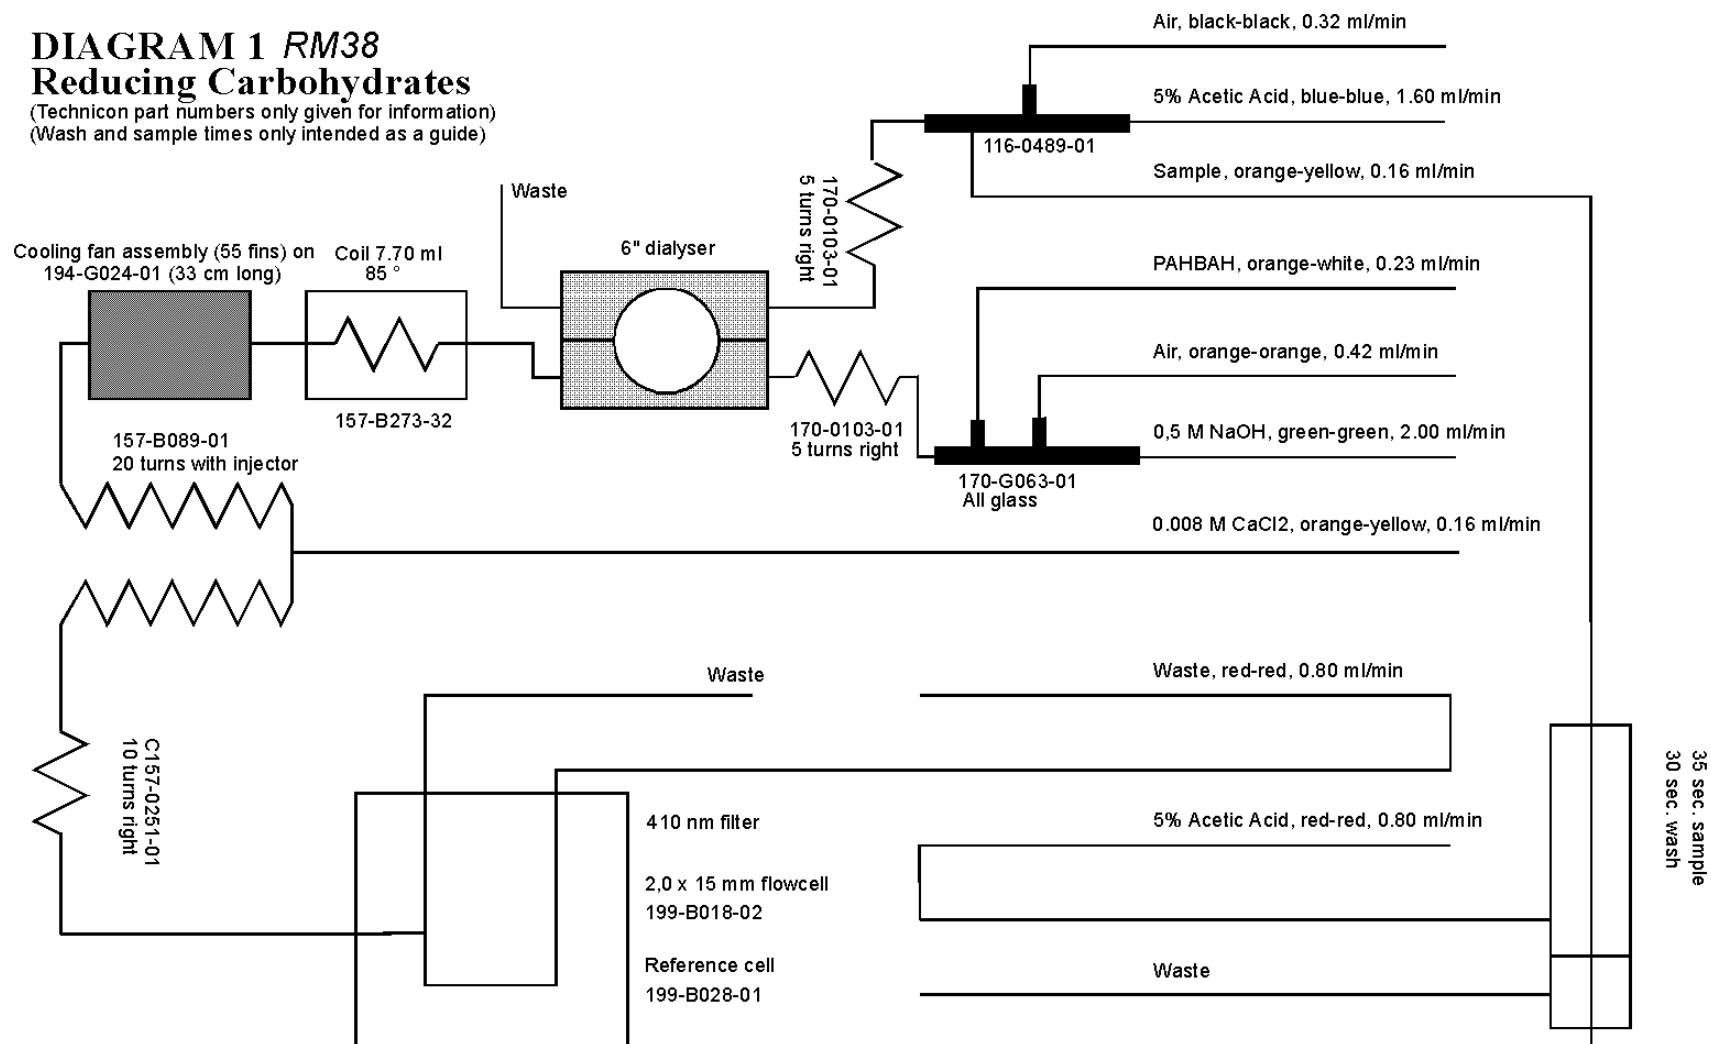 DIAGRAM 1 RM38
Reducing Carbohydrates
(Technicon part numbers only given for information)
(Wash and sample times only intended as a guide)
Air, black-black, 0.32 ml/min
5% Acetic Acid, blue-blue, 1.60 ml/min
116-0489-01
Sample, orange-yellow, 0.16 ml/min
170-0103-01
5 turns right
Waste
6" dialyser
Cooling fan assembly (55 fins) on
194-G024-01 (33 cm long)
Coil 7.70 ml
85 °
157-B273-32
PAHBAH, orange-white, 0.23 ml/min
Air, orange-orange, 0.42 ml/min
0,5 M NaOH, green-green, 2.00 ml/min
170-0103-01
5 turns right
170-G063-01
All glass
157-B089-01
20 turns with injector
0.008 M CaCl2, orange-yellow, 0.16 ml/min
Waste
Waste, red-red, 0.80 ml/min
C157-0251-01
10 turns right
410 nm filter
2,0 x 15 mm flowcell
199-B018-02
Reference cell
199-B028-01
5% Acetic Acid, red-red, 0.80 ml/min
Waste
35 sec. sample
30 sec. wash